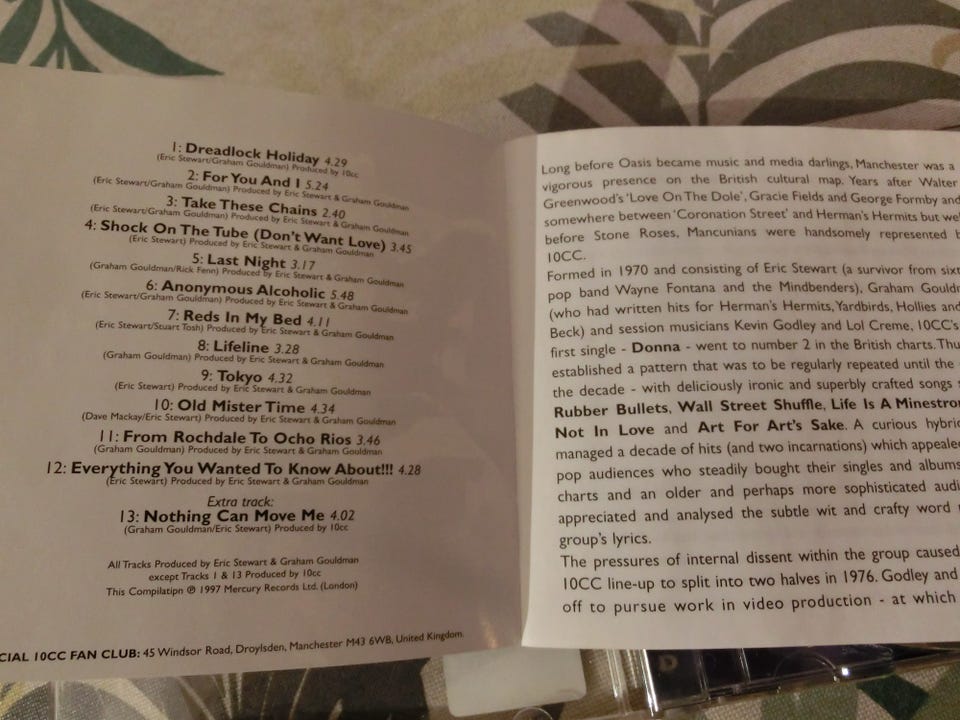 1: Dreadlock Holiday 4.29
(Eric Stewart/Graham Gouldman) Produced by 10cc
2: For You And I 5.24
(Eric Stewart/Graham Gouldman) Produced by Eric Stewart & Graham Gouldman
3: Take These Chains 2.40
(Eric Stewart/Graham Gouldman) Produced by Eric Stewart & Graham Gouldman
4: Shock On The Tube (Don't Want Love) 3.45
(Eric Stewart) Produced by Eric Stewart & Graham Gouldman
5: Last Night 3.17
(Graham Gouldman/Rick Fenn) Produced by Eric Stewart & Graham Gouldman
6: Anonymous Alcoholic 5.48
(Eric Stewart/Graham Gouldman) Produced by Eric Stewart & Graham Gouldman
7: Reds In My Bed 4.11
(Eric Stewart/Stuart Tosh) Produced by Eric Stewart & Graham Gouldman
8: Lifeline 3.28
(Graham Gouldman) Produced by Eric Stewart & Graham Gouldman
9: Tokyo 4.32
(Eric Stewart) Produced by Eric Stewart & Graham Gouldman
10: Old Mister Time 4.34
(Dave Mackay/Eric Stewart) Produced by Eric Stewart & Graham Gouldman
11: From Rochdale To Ocho Rios 3.46
(Graham Gouldman) Produced by Eric Stewart & Graham Gouldman
12: Everything You Wanted To Know About!!! 4.28
(Eric Stewart) Produced by Eric Stewart & Graham Gouldman
Extra track:
13: Nothing Can Move Me 4.02
(Graham Gouldman/Eric Stewart) Produced by 10cc
All Tracks Produced by Eric Stewart & Graham Gouldman
except Tracks 1 & 13 Produced by 10cc
This Compilation ℗ 1997 Mercury Records Ltd. (London)
CIAL 10CC FAN CLUB: 45 Windsor Road, Droylsden, Manchester M43 6WB, United Kingdom.
Long before Oasis became music and media darlings, Manchester was a
vigorous presence on the British cultural map. Years after Walter
Greenwood's 'Love On The Dole', Gracie Fields and George Formby and
somewhere between 'Coronation Street' and Herman's Hermits but we
before Stone Roses, Mancunians were handsomely represented b
10CC.
Formed in 1970 and consisting of Eric Stewart (a survivor from sixt
pop band Wayne Fontana and the Mindbenders), Graham Gould
(who had written hits for Herman's Hermits, Yardbirds, Hollies and
Beck) and session musicians Kevin Godley and Lol Creme, 10CC's
first single - Donna - went to number 2 in the British charts. Thu
established a pattern that was to be regularly repeated until the
the decade - with deliciously ironic and superbly crafted songs s
Rubber Bullets, Wall Street Shuffle, Life Is A Minestron
Not In Love and Art For Art's Sake. A curious hybri
managed a decade of hits (and two incarnations) which appeale
pop audiences who steadily bought their singles and albums
charts and an older and perhaps more sophisticated audi
appreciated and analysed the subtle wit and crafty word
group's lyrics.
The pressures of internal dissent within the group caused
10CC line-up to split into two halves in 1976. Godley and
off to pursue work in video production - at which
D